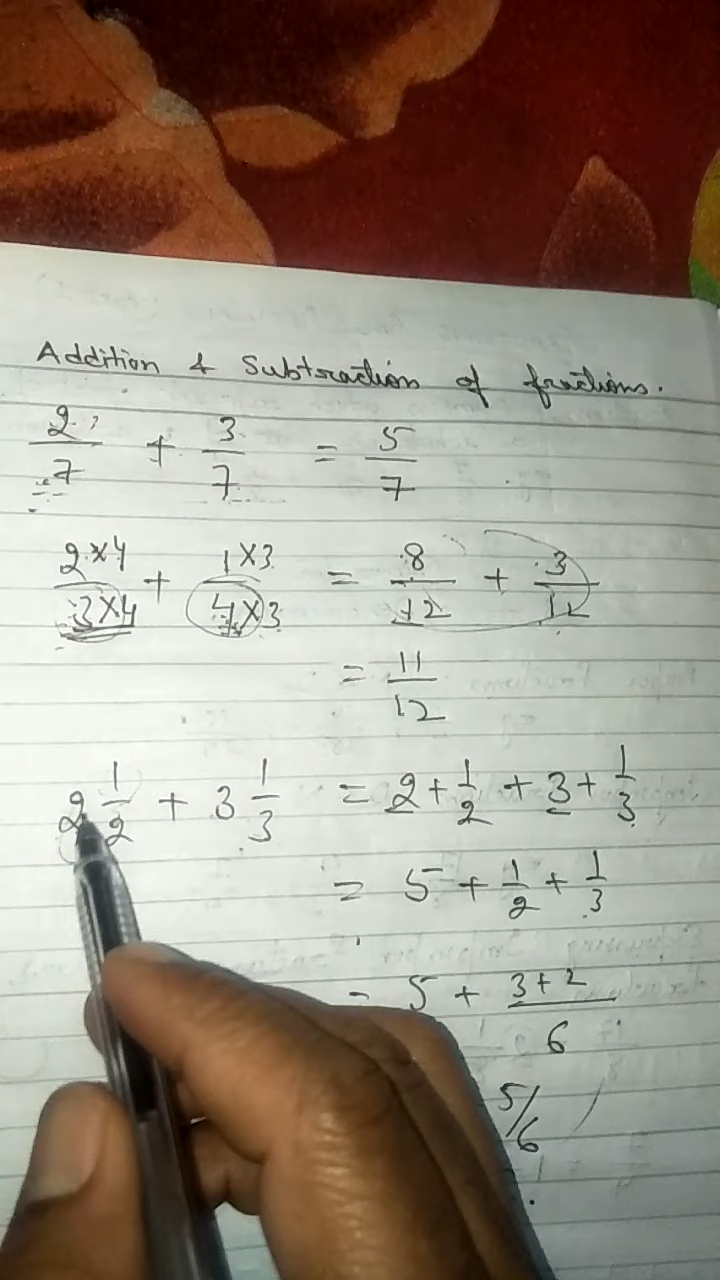 Addition & Subtraction of fractions.
2/7 + 3/7 = 5/7
2×4/3×4 + 1×3/4×3 = 8/12 + 3/12
= 11/12
2 1/2 + 3 1/3 = 2 + 1/2 + 3 + 1/3
= 5 + 1/2 + 1/3
= 5 + 3+2/6
5/6